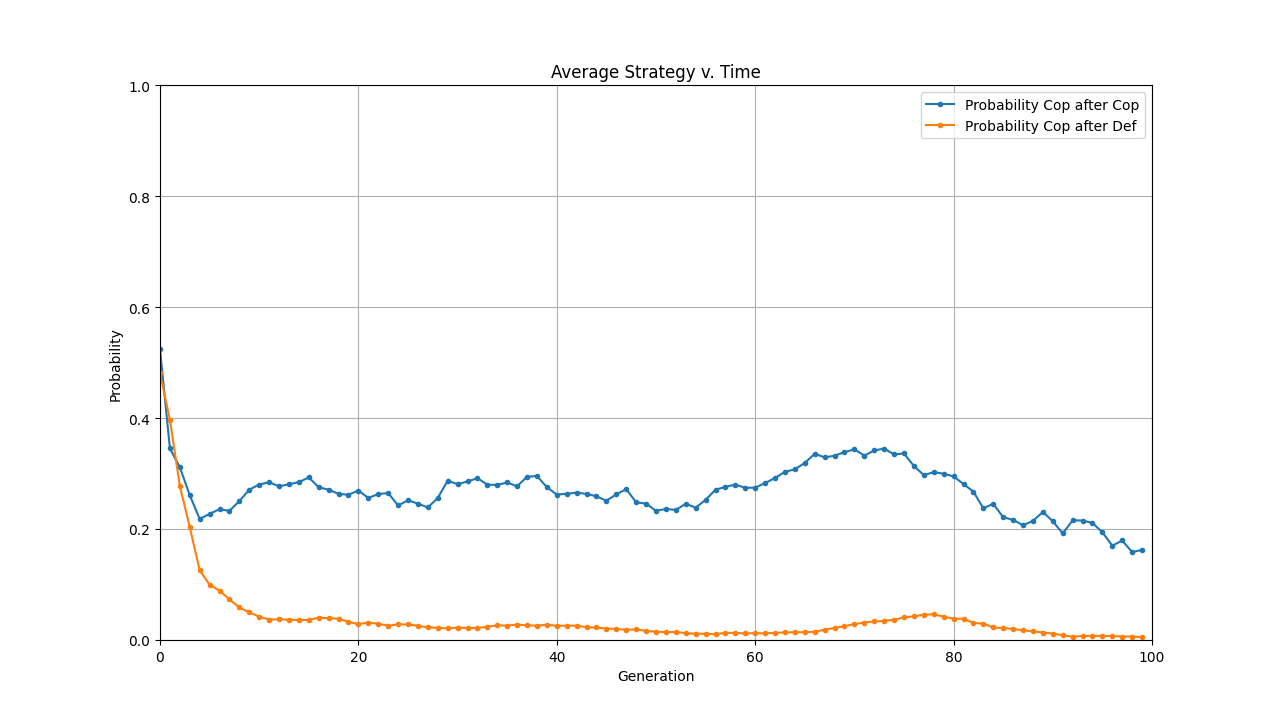 Average Strategy v. Time
Probability Cop after Cop
Probability Cop after Def
1.0
0.8
0.6
0.4
0.2
0.0
Probability
0 20 40 60 80 100
Generation